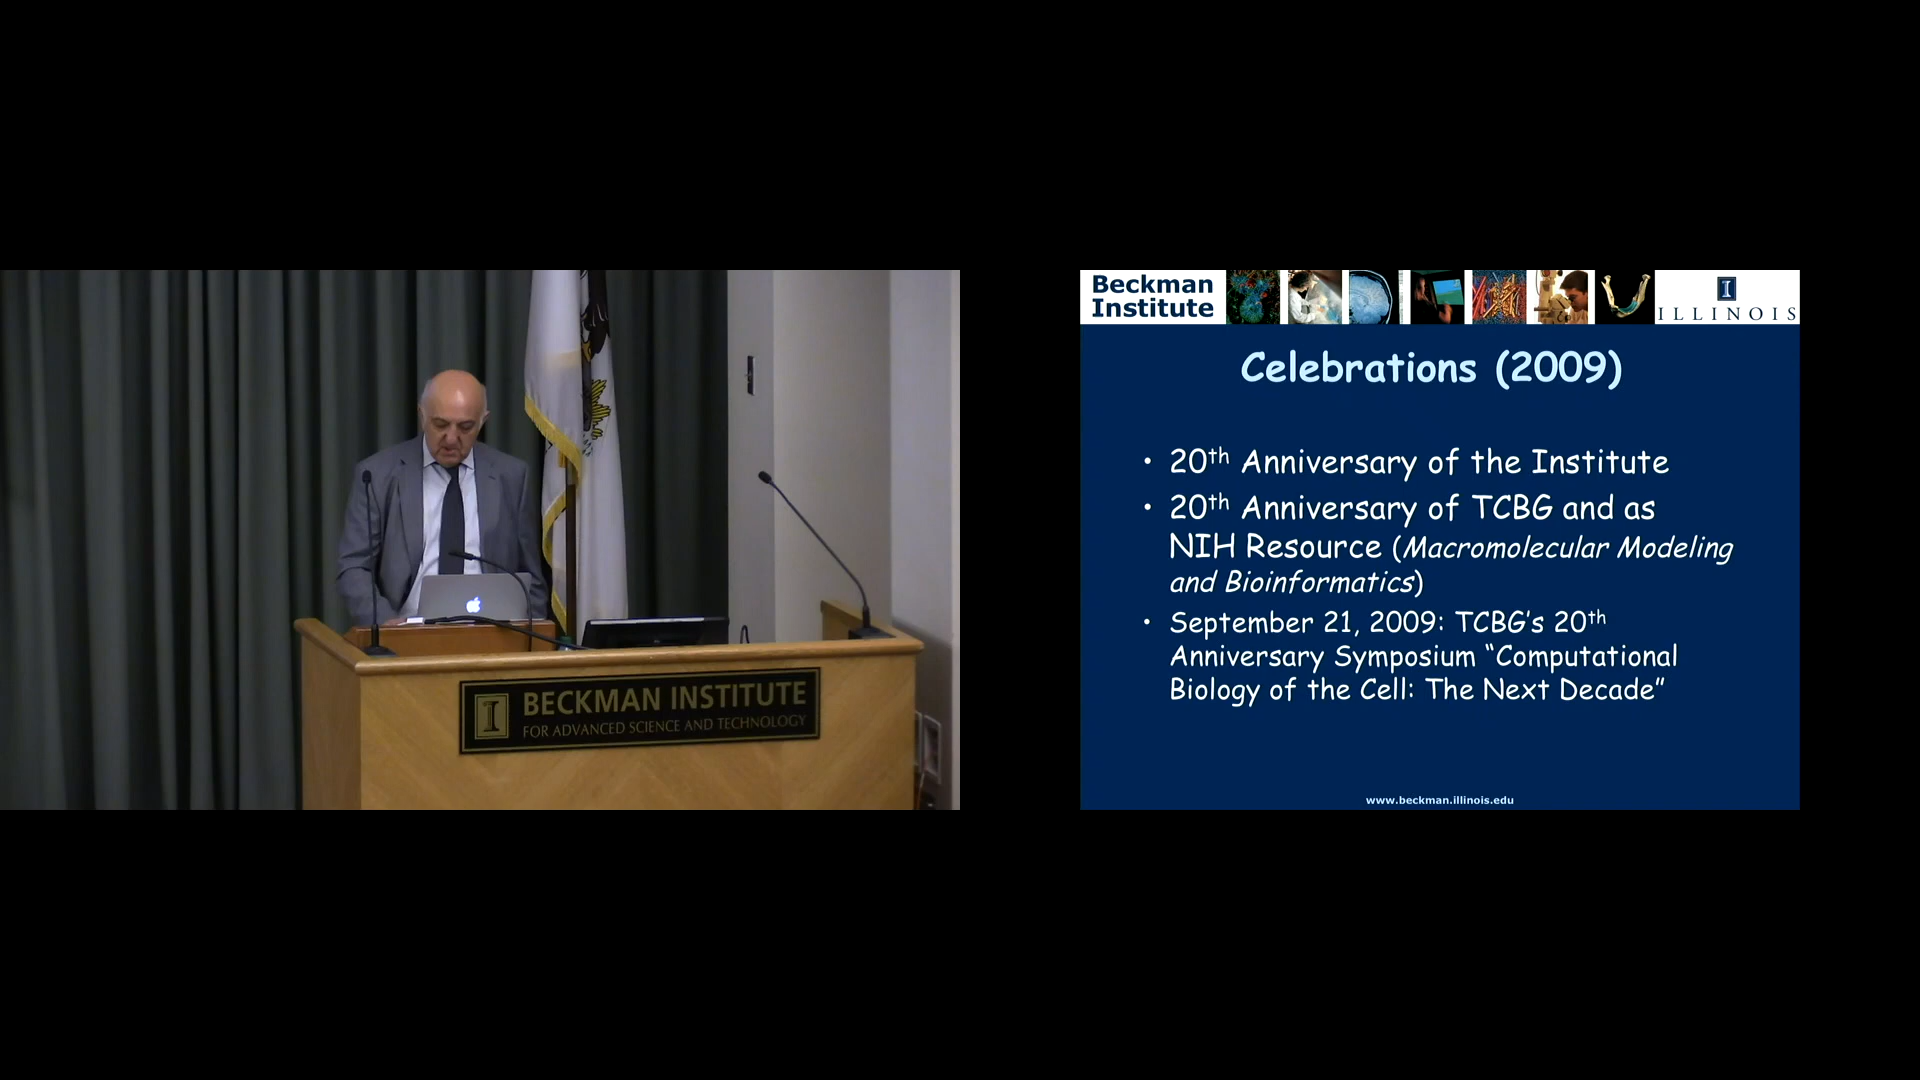 BECKMAN INSTITUTE
FOR ADVANCED SCIENCE AND TECHNOLOGY
Beckman
Institute
I
ILLINOIS
Celebrations (2009)
• 20th Anniversary of the Institute
• 20th Anniversary of TCBG and as
NIH Resource (Macromolecular Modeling
and Bioinformatics)
• September 21, 2009: TCBG’s 20th
Anniversary Symposium “Computational
Biology of the Cell: The Next Decade”
www.beckman.illinois.edu